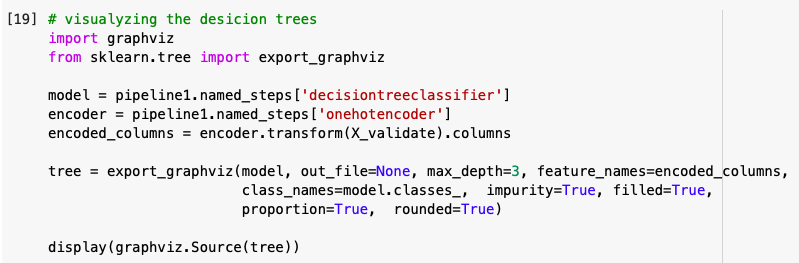 [19] # visualyzing the desicion trees
import graphviz
from sklearn.tree import export_graphviz
model = pipeline1.named_steps['decisiontreeclassifier']
encoder = pipeline1.named_steps['onehotencoder']
encoded_columns = encoder.transform(X_validate).columns
tree = export_graphviz(model, out_file=None, max_depth=3, feature_names=encoded_columns,
class_names=model.classes_,  impurity=True, filled=True,
proportion=True,  rounded=True)
display(graphviz.Source(tree))